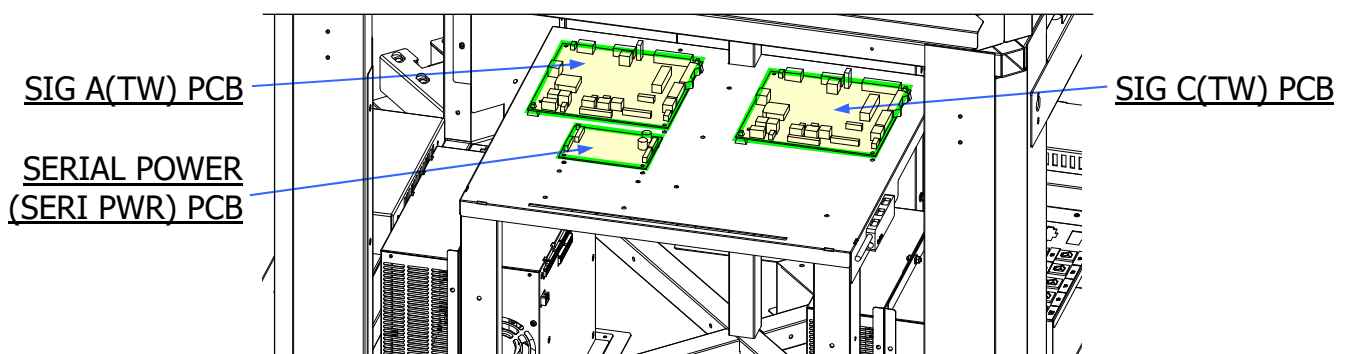 SIG A(TW) PCB
SIG C(TW) PCB
SERIAL POWER
(SERI PWR) PCB